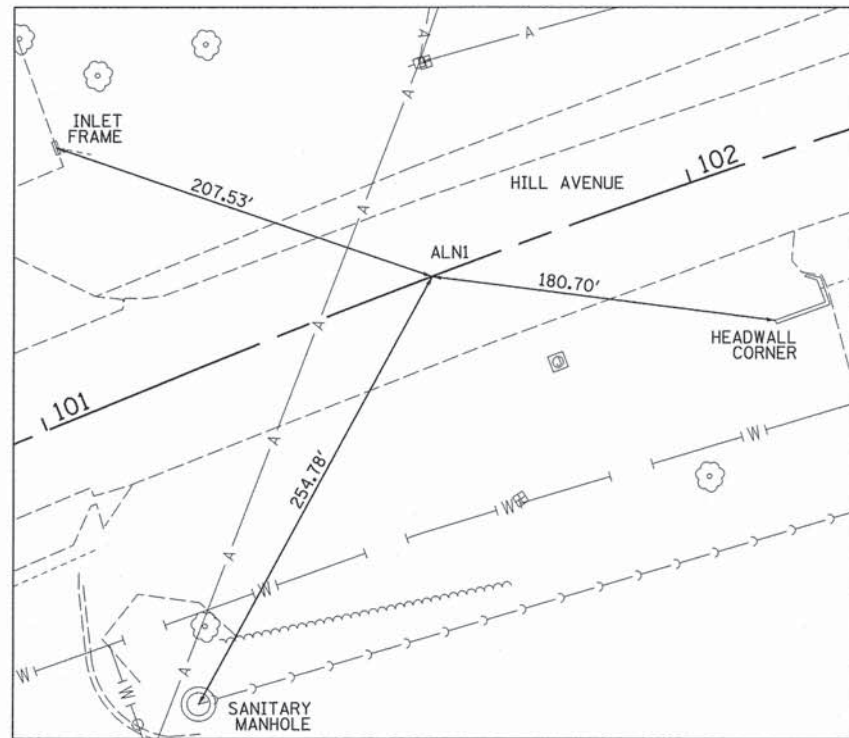 A
A
A
INLET
FRAME
102
HILL AVENUE
207.53'
A
ALN1
180.70'
A
HEADWALL
CORNER
101
W
A
254.78'
W
A
W
A
W
W
SANITARY
MANHOLE